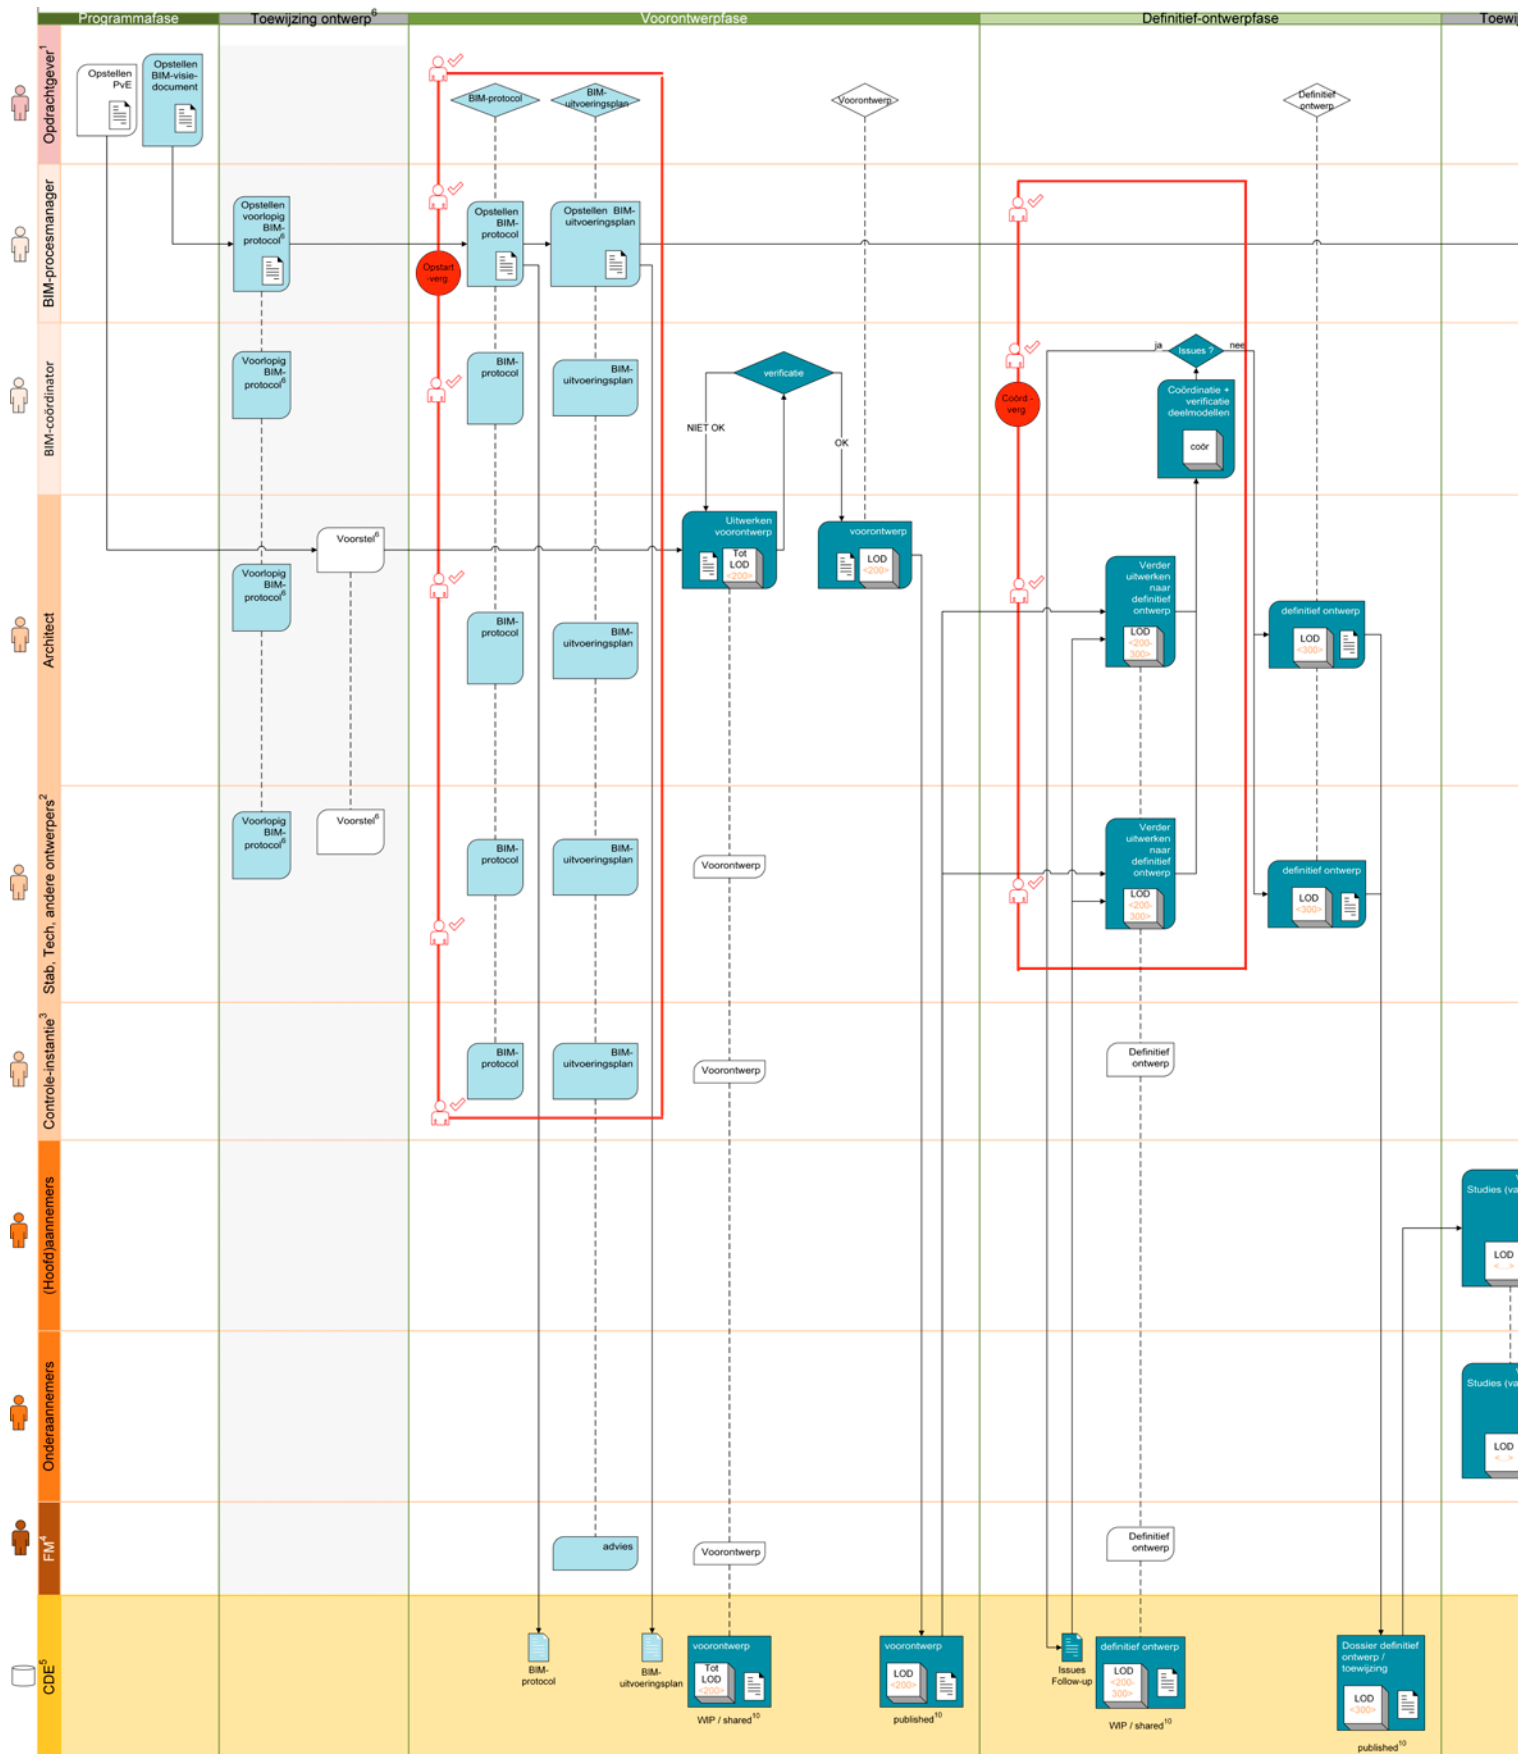 Programmafase
Toewijzing ontwerp⁶
Voorontwerpfase
Definitief-ontwerpfase
Opdrachtgever¹
Opstellen
PvE
Opstellen
BIM-visie-
document
BIM-protocol
BIM-
uitvoeringsplan
Voorontwerp
Definitief
ontwerp
BIM-procesmanager
Opstellen
voorlopig
BIM-
protocol⁶
Opstart
-verg.
Opstellen
BIM-
protocol
Opstellen BIM-
uitvoeringsplan
BIM-coördinator
Voorlopig
BIM-
protocol⁶
BIM-
protocol
BIM-
uitvoeringsplan
verificatie
NIET OK
OK
Coörd -
verg
ja
Issues ?
nee
Coördinatie +
verificatie
deelmodellen
coör
Architect
Voorstel⁶
Voorlopig
BIM-
protocol⁶
BIM-
protocol
BIM-
uitvoeringsplan
Uitwerken
voorontwerp
Tot
LOD
<200>
voorontwerp
LOD
<200>
Verder
uitwerken
naar
definitief
ontwerp
LOD
<200-
300>
definitief ontwerp
LOD
<300>
Stab, Tech, andere ontwerpers²
Voorlopig
BIM-
protocol⁶
Voorstel⁶
BIM-
protocol
BIM-
uitvoeringsplan
Voorontwerp
Verder
uitwerken
naar
definitief
ontwerp
LOD
<200-
300>
definitief ontwerp
LOD
<300>
Controle-instantie³
BIM-
protocol
BIM-
uitvoeringsplan
Voorontwerp
Definitief
ontwerp
(Hoofd)aannemers
Studies (va
LOD
Onderaannemers
Studies (va
LOD
FM⁴
advies
Voorontwerp
Definitief
ontwerp
CDE⁵
BIM-
protocol
BIM-
uitvoeringsplan
voorontwerp
Tot
LOD
<200>
WIP / shared¹⁰
voorontwerp
LOD
<200>
published¹⁰
Issues
Follow-up
definitief ontwerp
LOD
<200-
300>
WIP / shared¹⁰
Dossier definitief
ontwerp /
toewijzing
LOD
<300>
published¹⁰